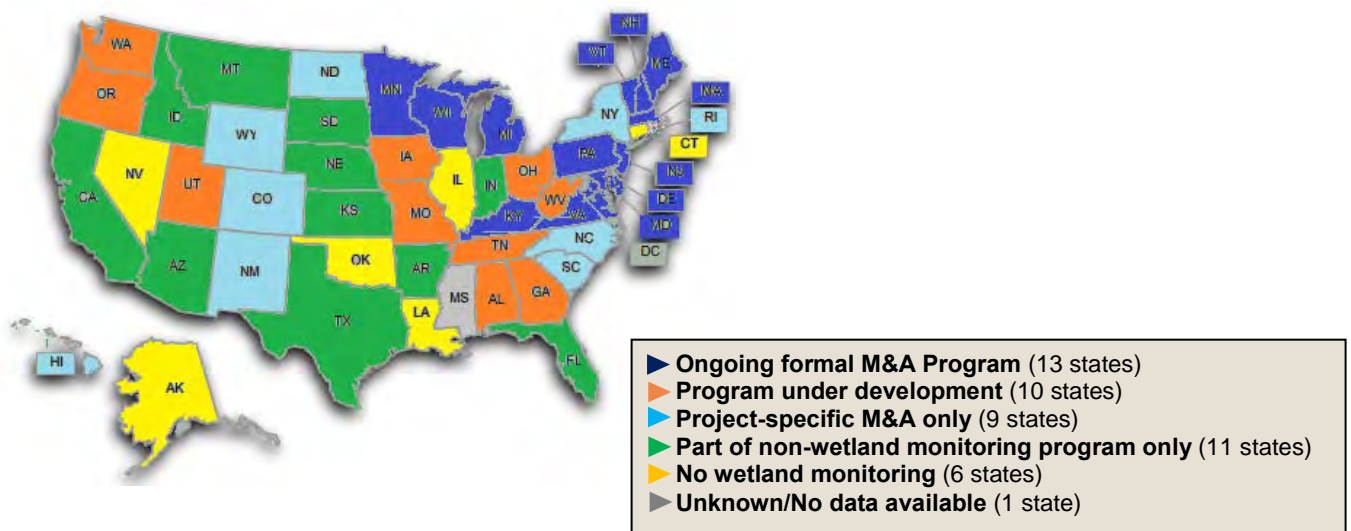 NH
WA
VT
ME
MT
ND
MN
OR
MA
ID
WI
SD
NY
RI
WY
MI
CT
IA
PA
NE
NV
OH
NJ
IL
IN
UT
DE
CA
CO
WV
VA
KS
MO
KY
MD
NC
TN
DC
OK
AZ
AR
SC
NM
MS
AL
GA
LA
TX
FL
HI
AK
Ongoing formal M&A Program (13 states)
Program under development (10 states)
Project-specific M&A only (9 states)
Part of non-wetland monitoring program only (11 states)
No wetland monitoring (6 states)
Unknown/No data available (1 state)